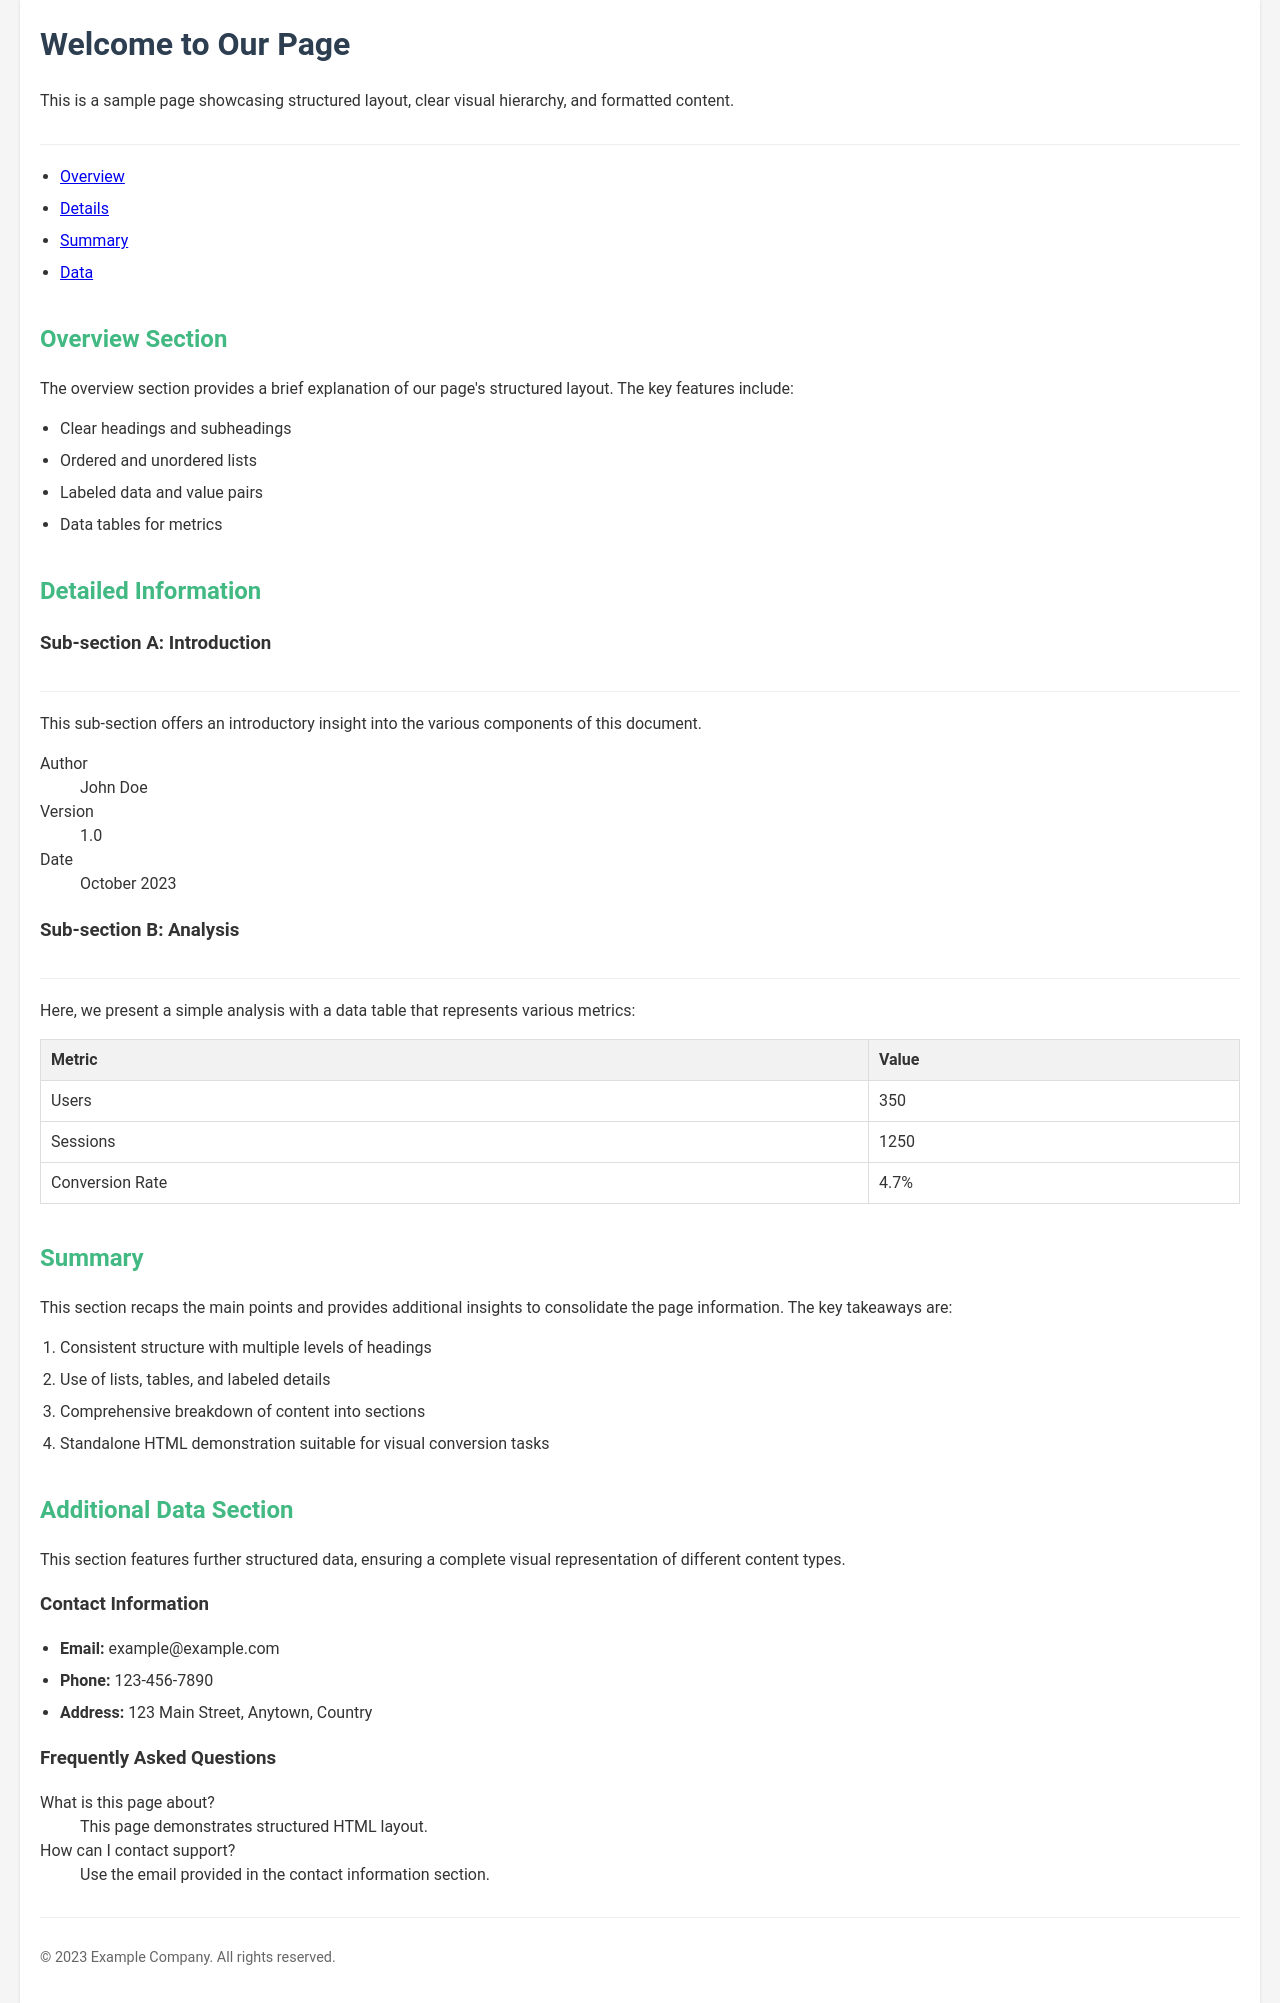 Welcome to Our Page
This is a sample page showcasing structured layout, clear visual hierarchy, and formatted content.
Overview
Details
Summary
Data
Overview Section
The overview section provides a brief explanation of our page's structured layout. The key features include:
Clear headings and subheadings
Ordered and unordered lists
Labeled data and value pairs
Data tables for metrics
Detailed Information
Sub-section A: Introduction
This sub-section offers an introductory insight into the various components of this document.
Author
John Doe
Version
1.0
Date
October 2023
Sub-section B: Analysis
Here, we present a simple analysis with a data table that represents various metrics:
Metric Value
Users 350
Sessions 1250
Conversion Rate 4.7%
Summary
This section recaps the main points and provides additional insights to consolidate the page information. The key takeaways are:
1. Consistent structure with multiple levels of headings
2. Use of lists, tables, and labeled details
3. Comprehensive breakdown of content into sections
4. Standalone HTML demonstration suitable for visual conversion tasks
Additional Data Section
This section features further structured data, ensuring a complete visual representation of different content types.
Contact Information
Email: example@example.com
Phone: 123-456-7890
Address: 123 Main Street, Anytown, Country
Frequently Asked Questions
What is this page about?
This page demonstrates structured HTML layout.
How can I contact support?
Use the email provided in the contact information section.
© 2023 Example Company. All rights reserved.